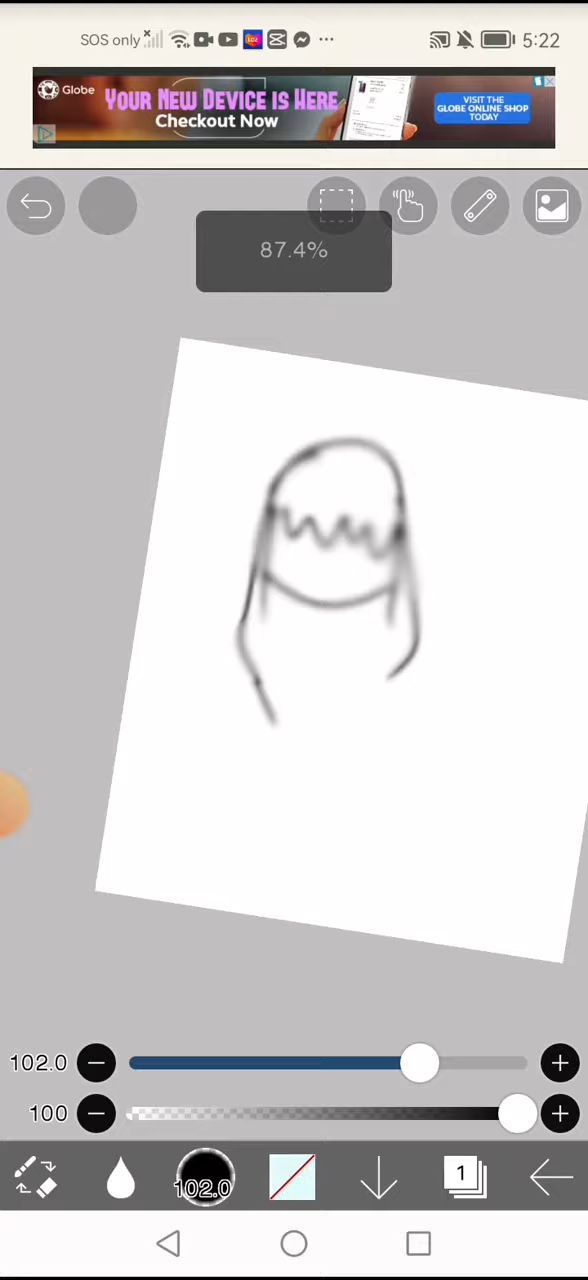 SOS only
5:22
Globe
YOUR NEW DEVICE IS HERE
Checkout Now
VISIT THE
GLOBE ONLINE SHOP
TODAY
87.4%
102.0
100
102.0
1